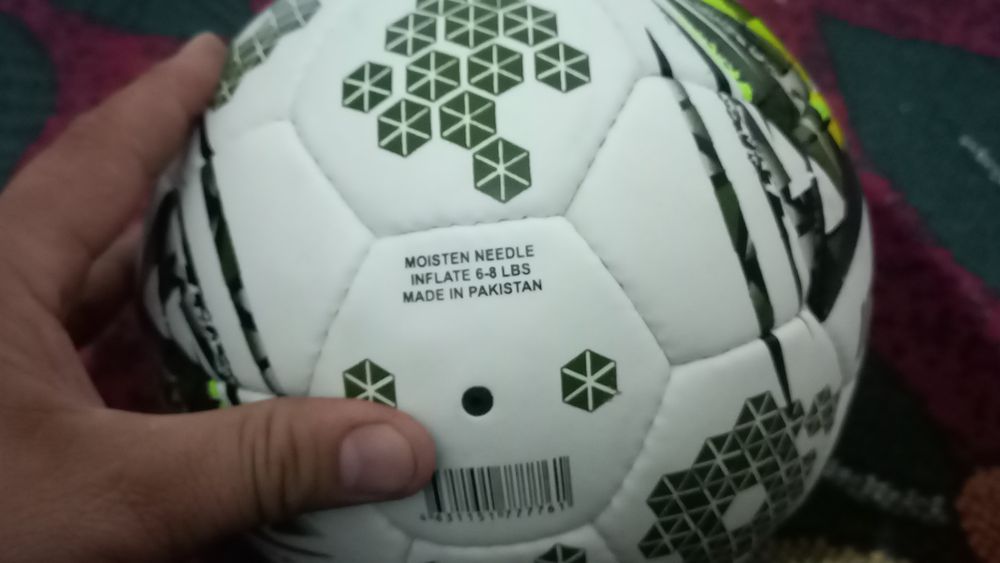 MOISTEN NEEDLE
INFLATE 6-8 LBS
MADE IN PAKISTAN